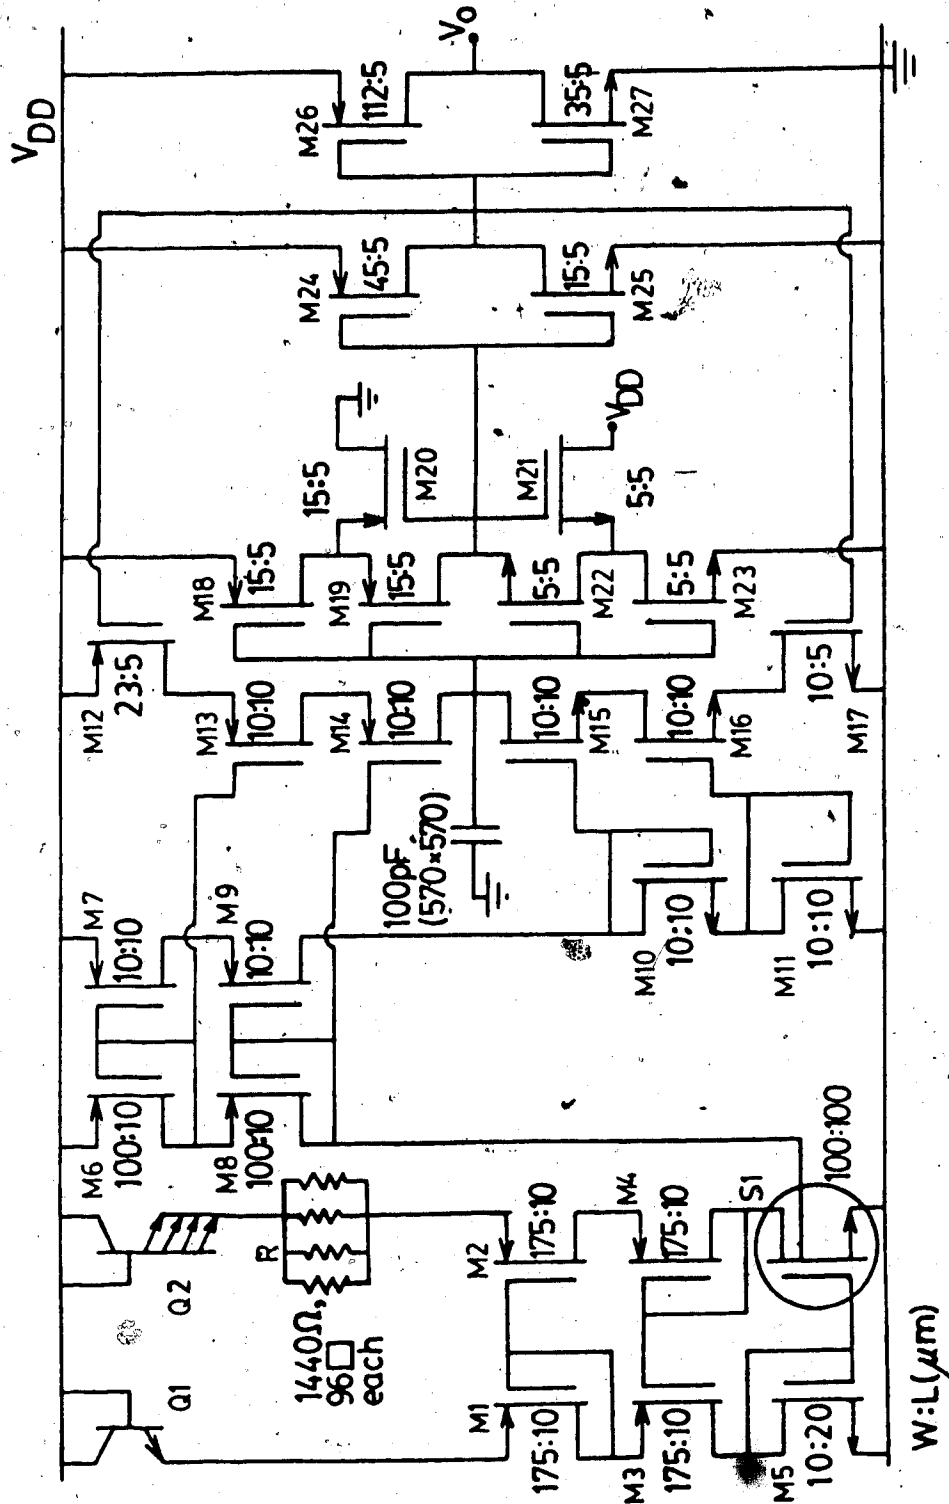 VDD
Vo
M26
112:5
35:5
M27
M24
45:5
15:5
M25
15:5
M20
M21
VDD
5:5
M18
15:5
M19
15:5
5:5
M22
5:5
M23
M12
23:5
M13
10:10
M14
10:10
10:10
M15
10:10
M16
10:5
M17
100pF
(570×570)
M7
10:10
M9
10:10
M10
10:10
M11
10:10
M6
100:10
M8
100:10
Q1
Q2
R
1440Ω,
96□
each
M2
175:10
M4
175:10
S1
100:100
M1
175:10
M3
175:10
M5
10:20
W:L(μm)